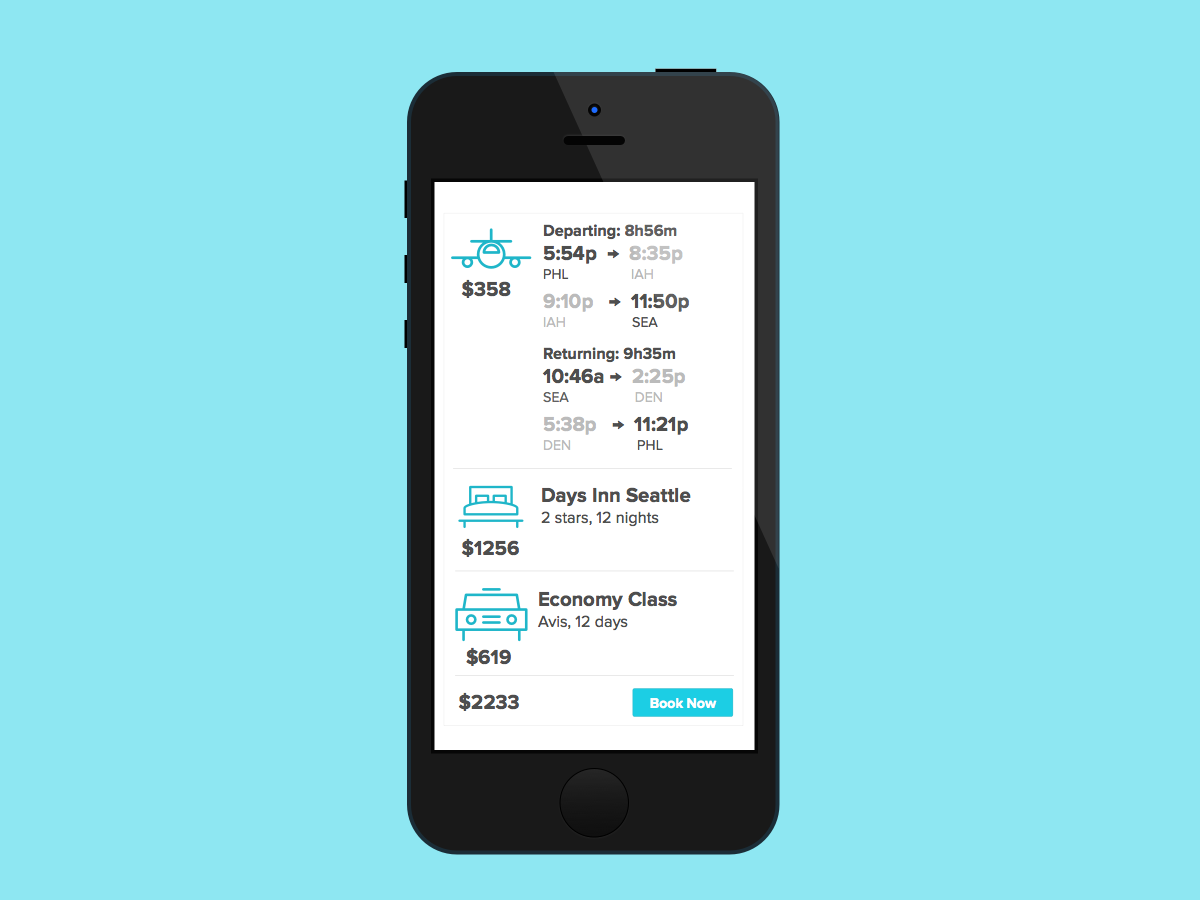 Departing: 8h56m
5:54p → 8:35p
PHL IAH
$358
9:10p → 11:50p
IAH SEA
Returning: 9h35m
10:46a → 2:25p
SEA DEN
5:38p → 11:21p
DEN PHL
Days Inn Seattle
2 stars, 12 nights
$1256
Economy Class
Avis, 12 days
$619
$2233 Book Now